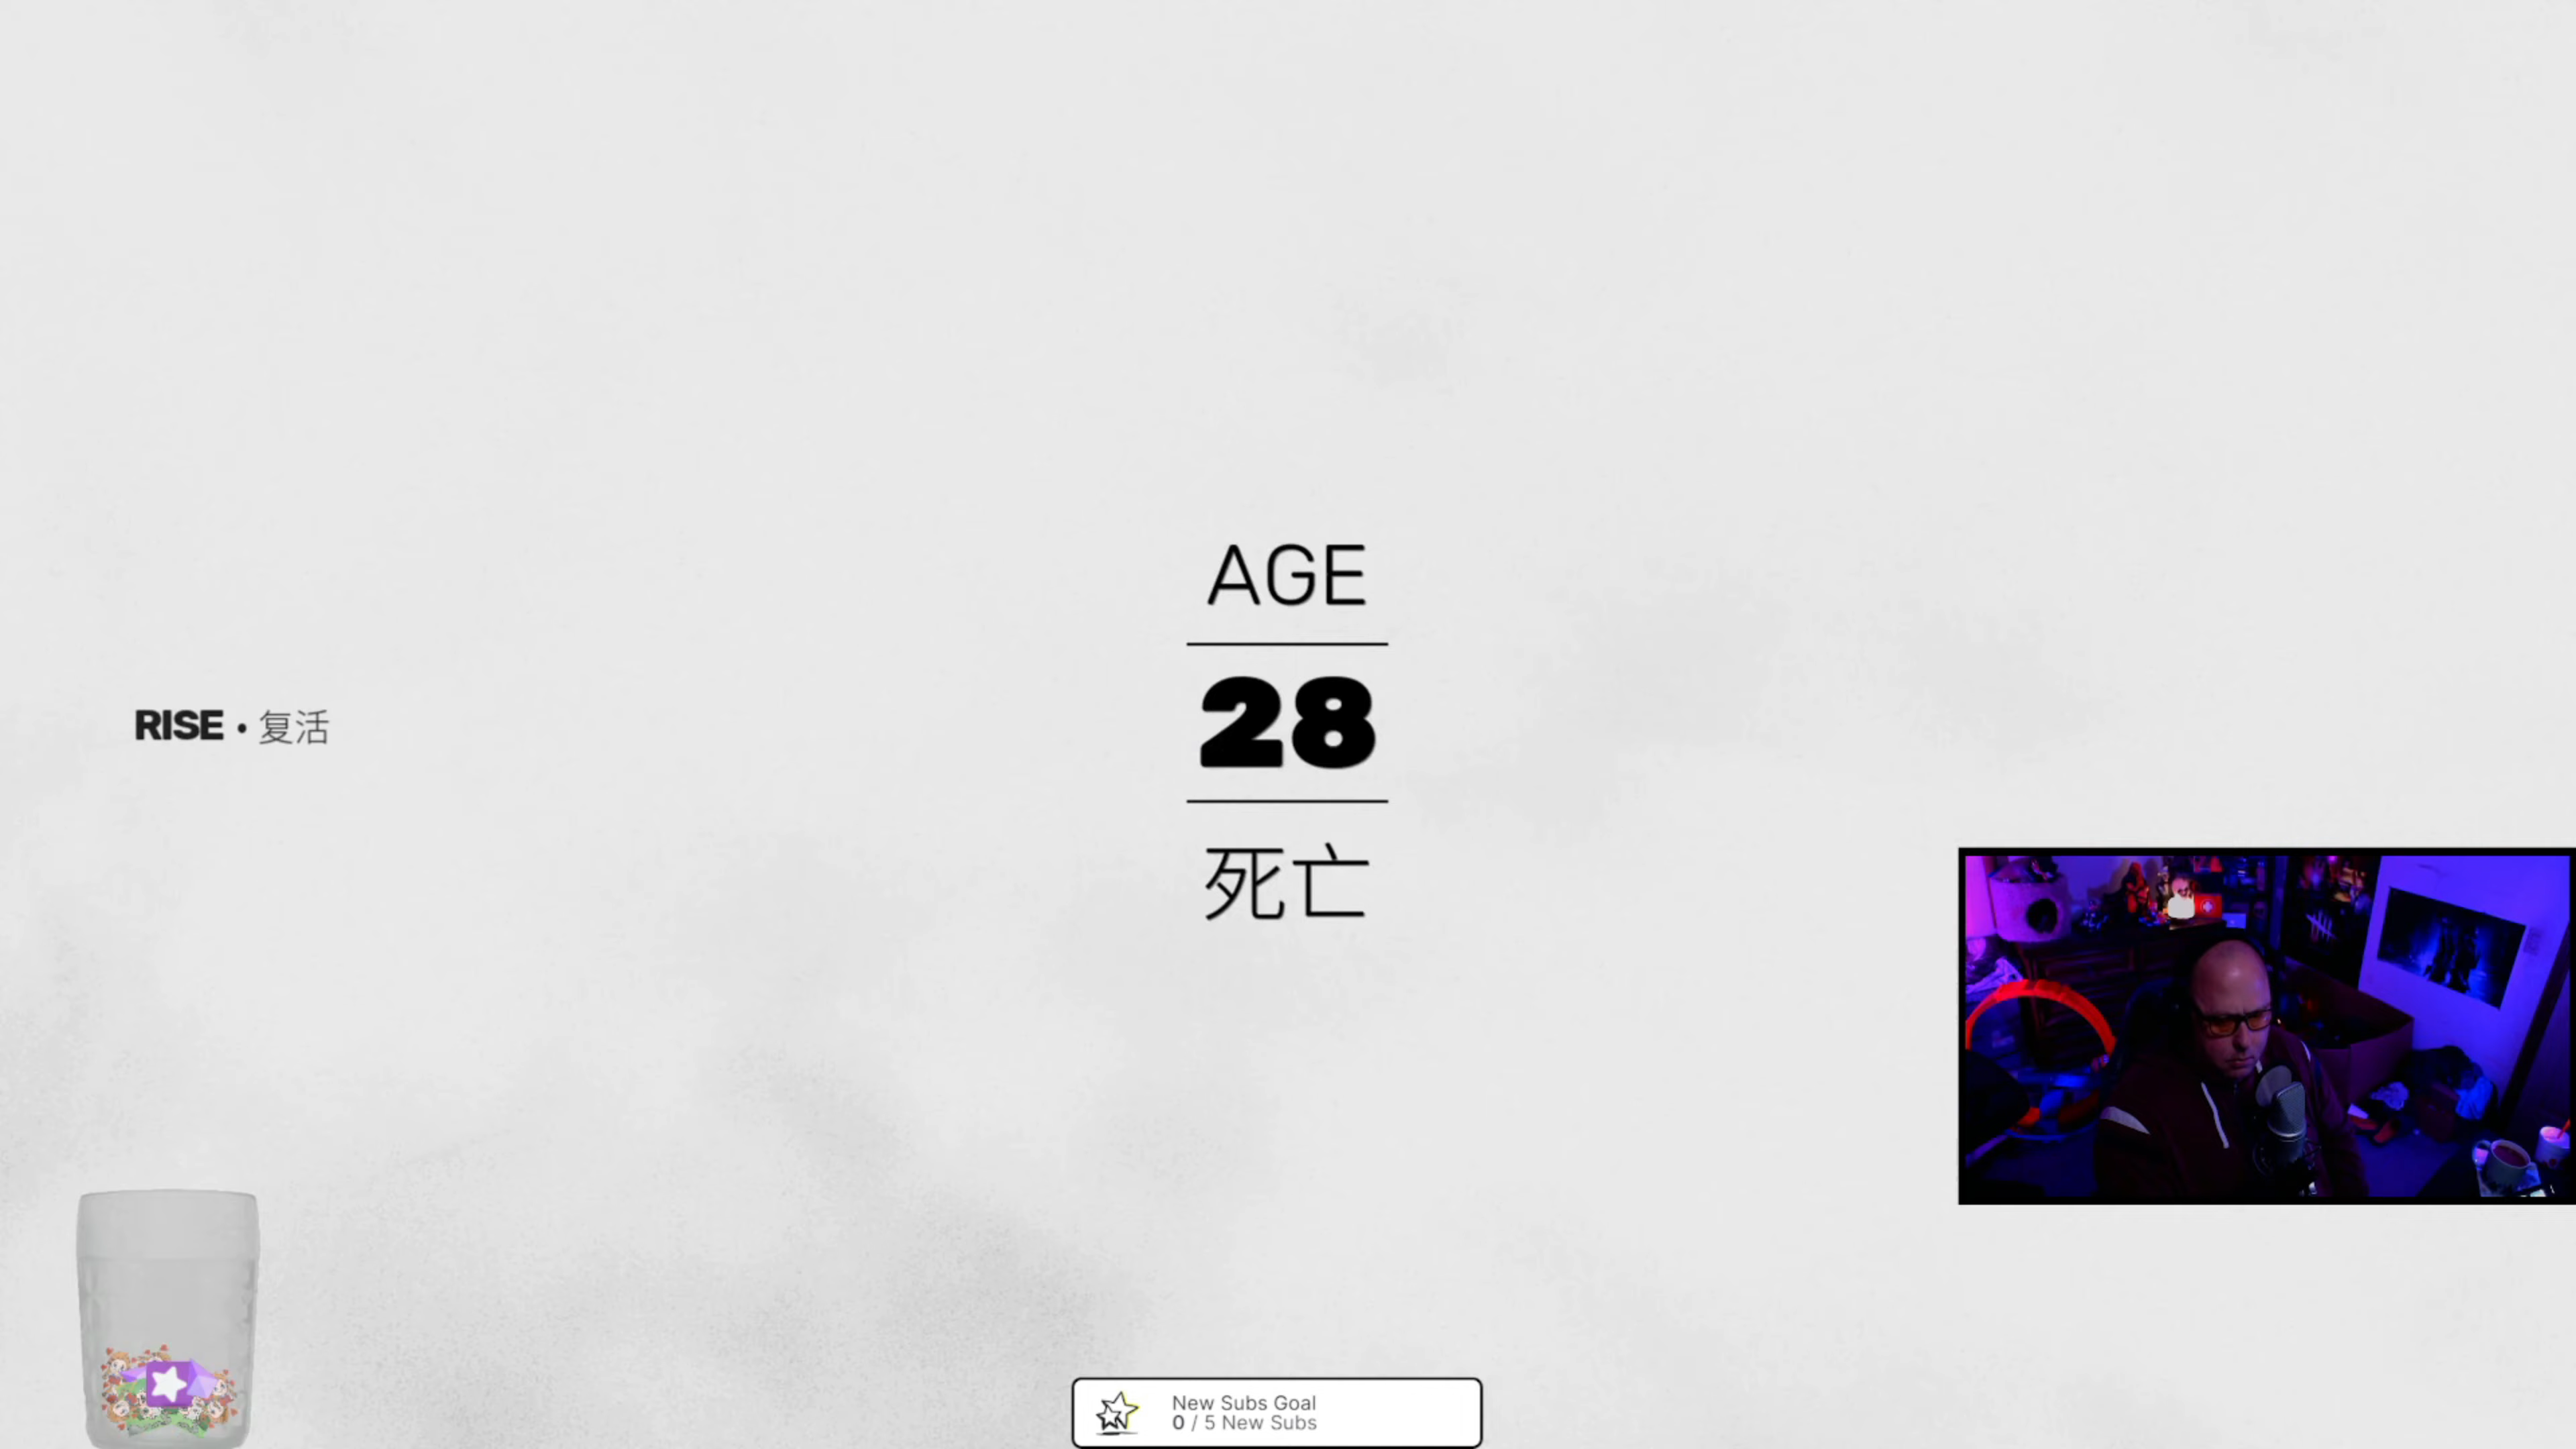 AGE
28
死亡
RISE • 复活
New Subs Goal
0 / 5 New Subs